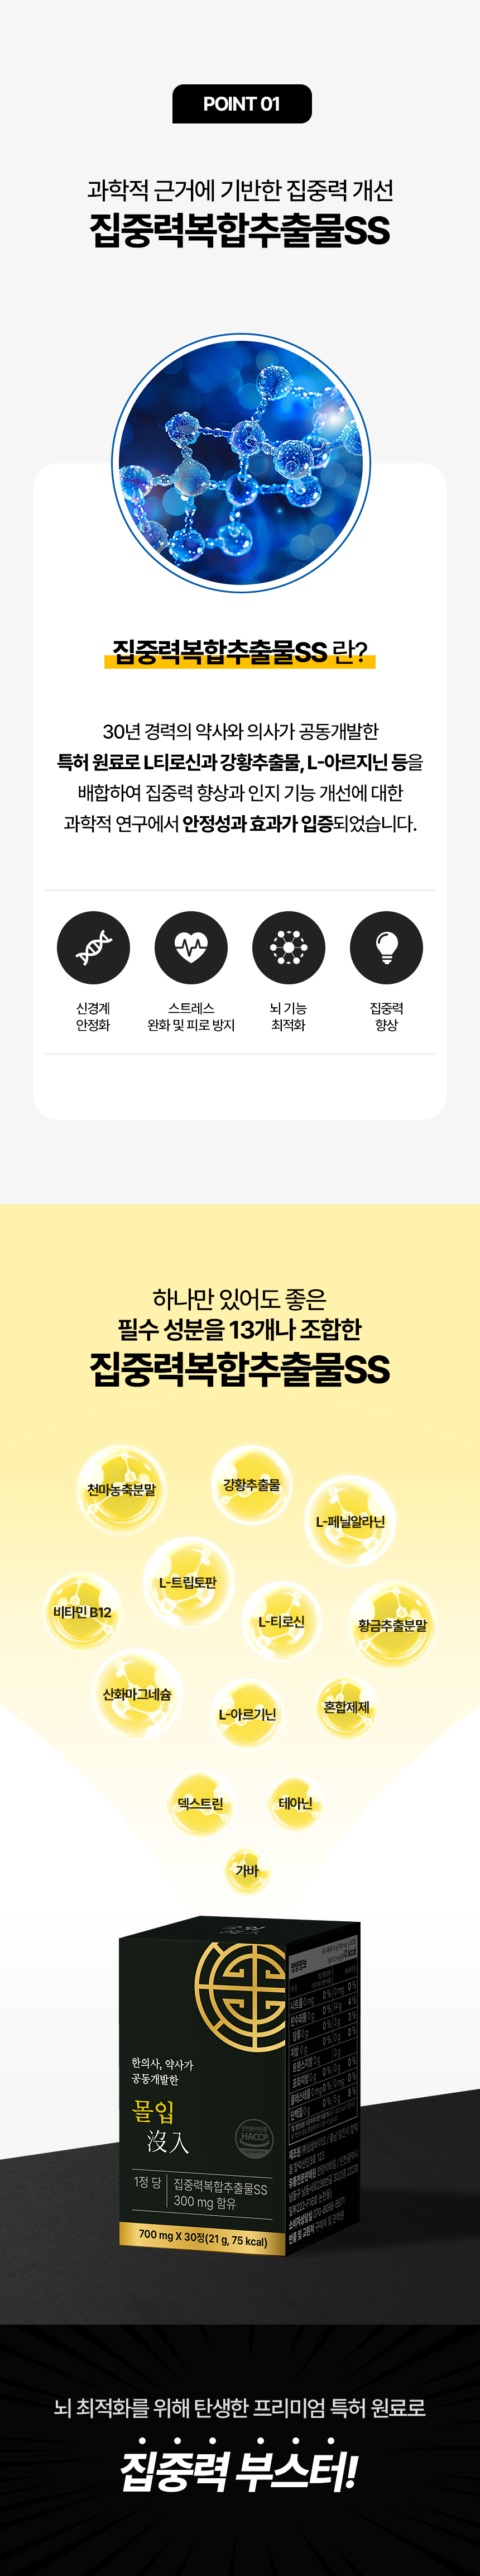 POINT 01
과학적 근거에 기반한 집중력 개선
집중력복합추출물SS
집중력복합추출물SS 란?
30년 경력의 약사와 의사가 공동개발한
특허 원료로 L티로신과 강황추출물, L-아르지닌 등을
배합하여 집중력 향상과 인지 기능 개선에 대한
과학적 연구에서 안정성과 효과가 입증되었습니다.
신경계
안정화
스트레스
완화 및 피로 방지
뇌 기능
최적화
집중력
향상
하나만 있어도 좋은
필수 성분을 13개나 조합한
집중력복합추출물SS
천마농축분말
강황추출물
L-페닐알라닌
L-트립토판
비타민 B12
L-티로신
황금추출분말
산화마그네슘
L-아르기닌
혼합제제
덱스트린
테아닌
가바
한의사, 약사가
공동개발한
몰입
沒入
HACCP
1정 당
집중력복합추출물SS
300 mg 함유
700 mg X 30정(21 g, 75 kcal)
영양정보
뇌 최적화를 위해 탄생한 프리미엄 특허 원료로
집중력 부스터!